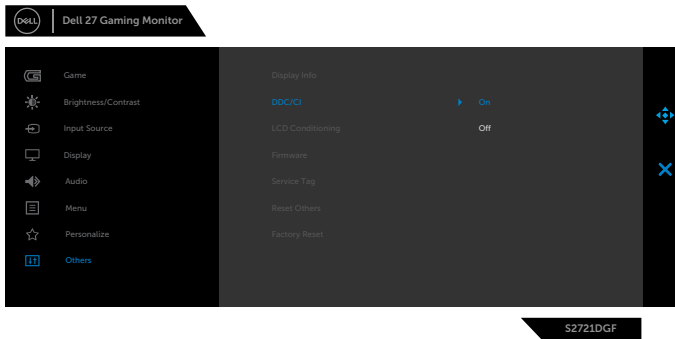 DELL
Dell 27 Gaming Monitor
Game
Brightness/Contrast
Input Source
Display
Audio
Menu
Personalize
Others
Display Info
DDC/CI
On
LCD Conditioning
Off
Firmware
Service Tag
Reset Others
Factory Reset
S2721DGF